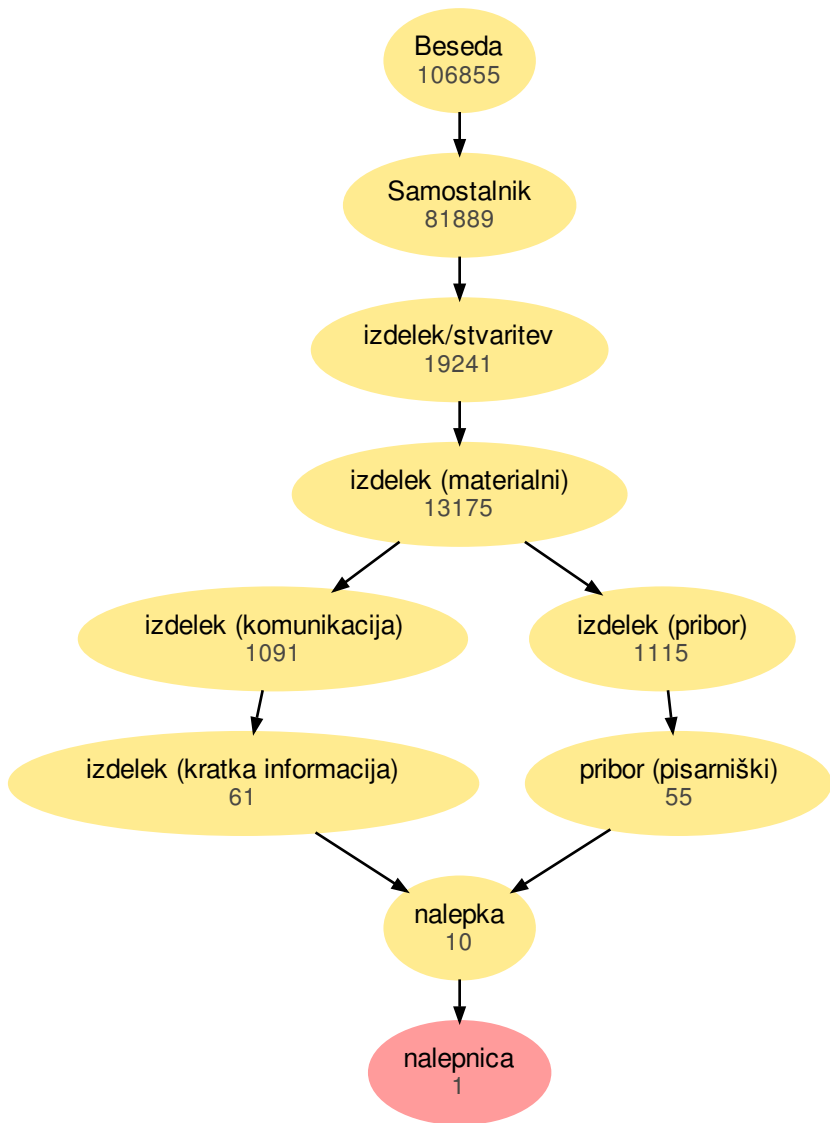 Beseda
106855
Samostalnik
81889
izdelek/stvaritev
19241
izdelek (materialni)
13175
izdelek (komunikacija)
1091
izdelek (pribor)
1115
izdelek (kratka informacija)
61
pribor (pisarniški)
55
nalepka
10
nalepnica
1